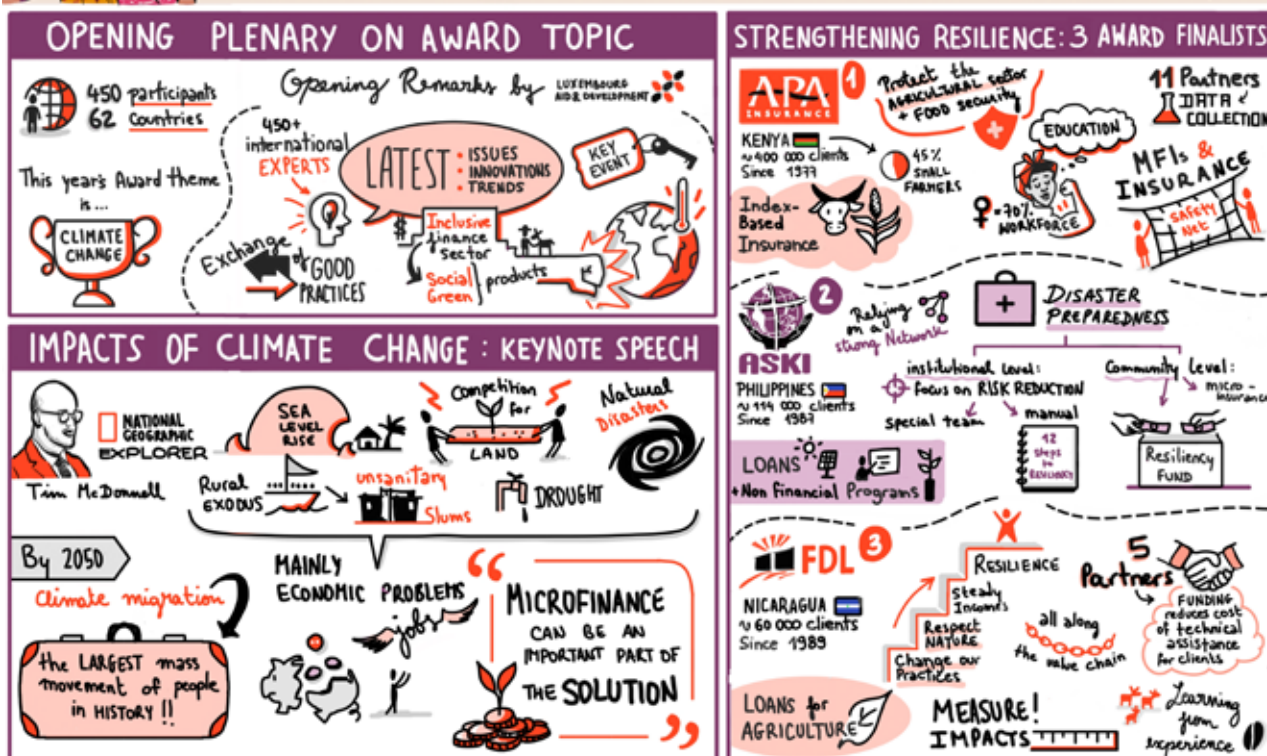 OPENING PLENARY ON AWARD TOPIC
450 participants
62 Countries
Opening Remarks by
LUXEMBOURG
AID & DEVELOPMENT
This year's Award theme
is...
CLIMATE
CHANGE
450+
international
EXPERTS
LATEST:
ISSUES
INNOVATIONS
TRENDS
KEY
EVENT
Exchange
of GOOD
PRACTICES
$
Inclusive
finance
sector
Social
Green
products
IMPACTS OF CLIMATE CHANGE: KEYNOTE SPEECH
NATIONAL
GEOGRAPHIC
EXPLORER
Tim McDonnell
SEA
LEVEL
RISE
Competition
for
LAND
Natural
Disasters
Rural
EXODUS
unsanitary
Slums
DROUGHT
By 2050
Climate migration
the LARGEST mass
movement of people
in HISTORY !!
MAINLY
ECONOMIC PROBLEMS
jobs
“
MICROFINANCE
CAN BE AN
IMPORTANT PART OF
THE SOLUTION
”
STRENGTHENING RESILIENCE: 3 AWARD FINALISTS
APA
INSURANCE
1
Protect the
AGRICULTURAL sector
+ FOOD security
11 Partners
DATA
COLLECTION
KENYA
~400 000 clients
Since 1977
45%
SMALL
FARMERS
EDUCATION
=70%
WORKFORCE
MFIs &
INSURANCE
SAFETY
Net
Index-
Based
Insurance
ASKI
2
Relying
on a
strong Network
DISASTER
PREPAREDNESS
PHILIPPINES
~114 000 clients
Since 1987
institutional level:
focus on RISK REDUCTION
special team
manual
12
steps
to
RESILIENCY
Community level:
micro-
insurance
Resiliency
FUND
LOANS
+Non Financial Programs
FDL
3
NICARAGUA
~60 000 clients
Since 1989
RESILIENCE
Steady
Incomes
Respect
NATURE
Change our
Practices
all along
the value chain
5
Partners
FUNDING
reduces cost
of technical
assistance
for clients
LOANS for
AGRICULTURE
MEASURE!
IMPACTS
Learning
from
experience